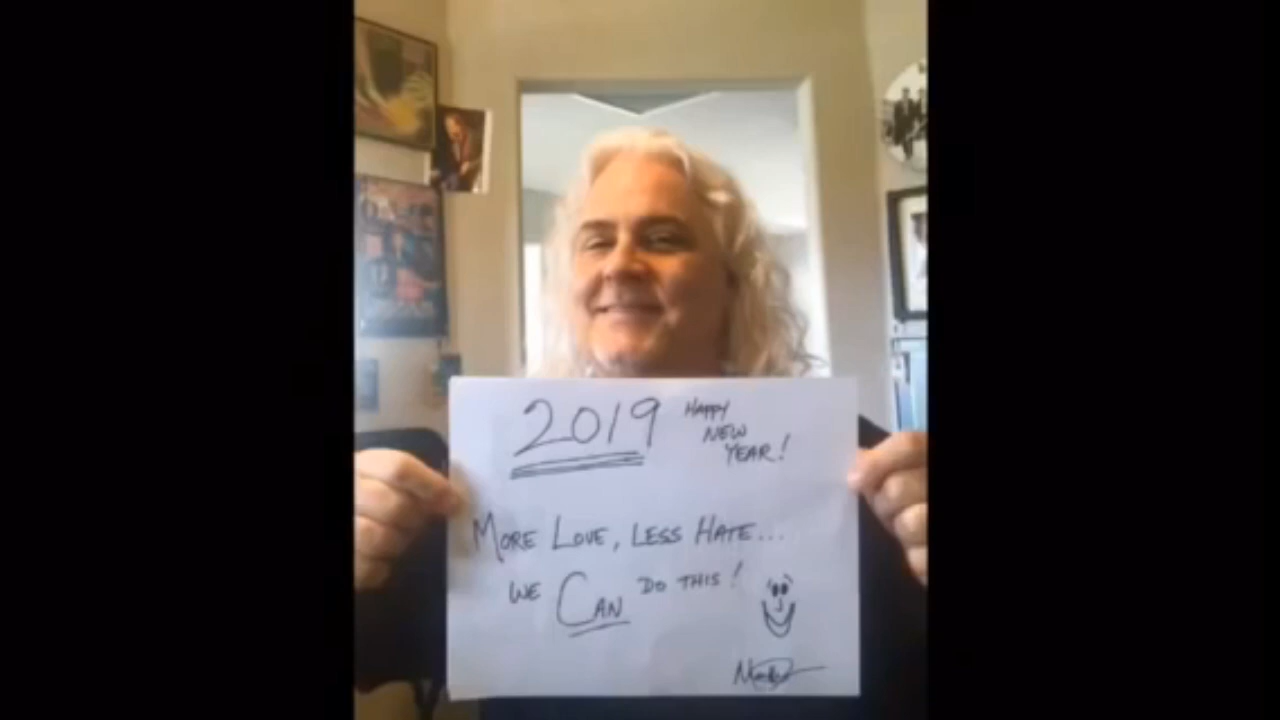 2019 HAPPY
NEW
YEAR!
MORE LOVE, LESS HATE...
WE CAN DO THIS!